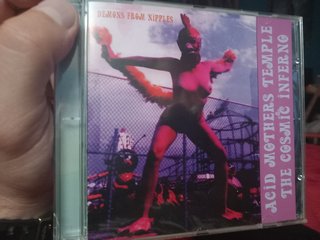 DEMONS FROM NIPPLES
ACID MOTHERS TEMPLE
THE COSMIC INFERNO